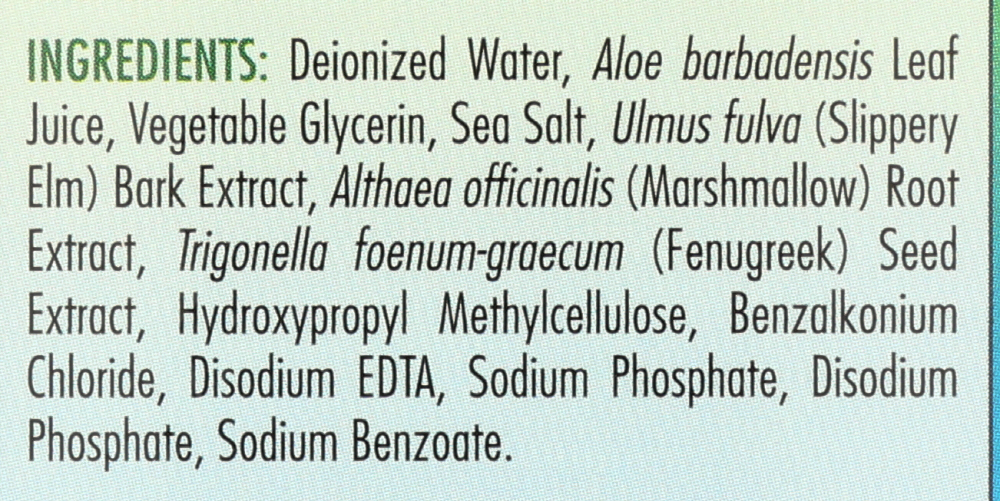 INGREDIENTS: Deionized Water, Aloe barbadensis Leaf
Juice, Vegetable Glycerin, Sea Salt, Ulmus fulva (Slippery
Elm) Bark Extract, Althaea officinalis (Marshmallow) Root
Extract, Trigonella foenum-graecum (Fenugreek) Seed
Extract, Hydroxypropyl Methylcellulose, Benzalkonium
Chloride, Disodium EDTA, Sodium Phosphate, Disodium
Phosphate, Sodium Benzoate.